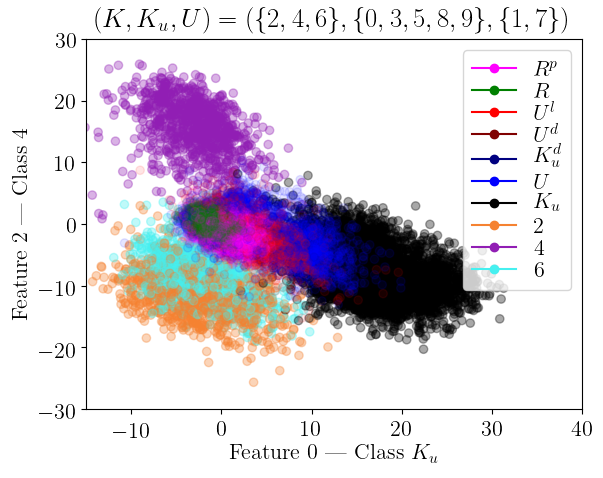 (K, K_u, U) = ({2, 4, 6}, {0, 3, 5, 8, 9}, {1, 7})
30
20
10
0
−10
−20
−30
Feature 2 — Class 4
R^p
R
U^l
U^d
K_u^d
U
K_u
2
4
6
−10 0 10 20 30 40
Feature 0 — Class K_u